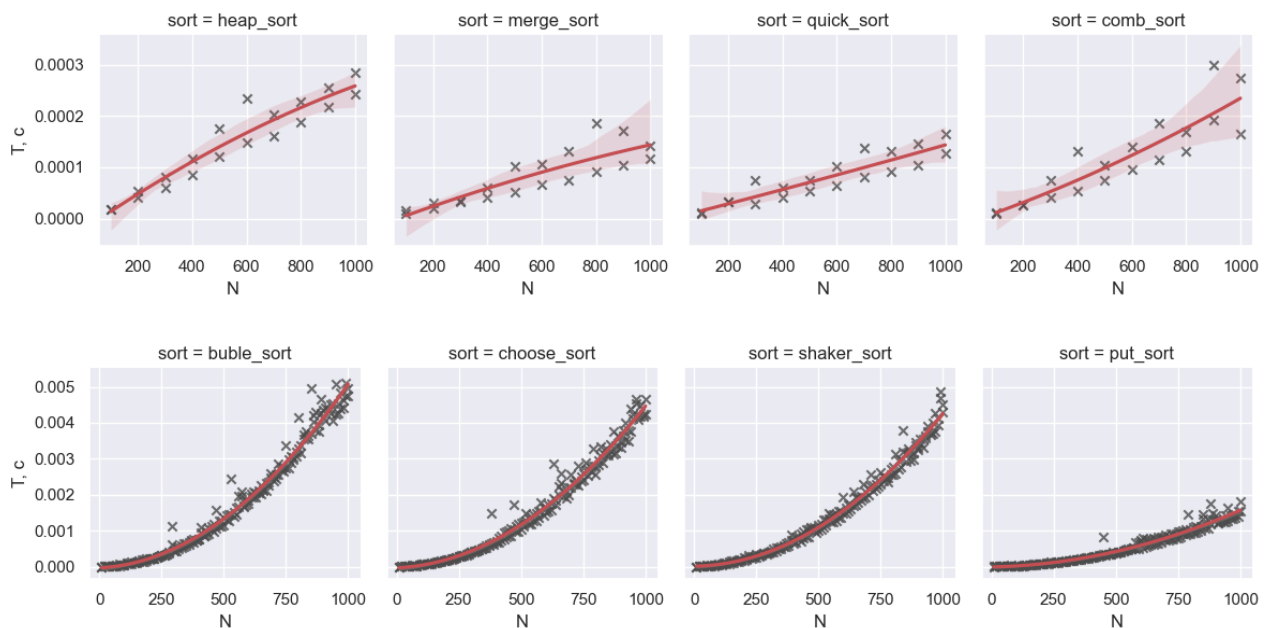 sort = heap_sort
sort = merge_sort
sort = quick_sort
sort = comb_sort
T, c
0.0003
0.0002
0.0001
0.0000
200 400 600 800 1000
200 400 600 800 1000
200 400 600 800 1000
200 400 600 800 1000
N
N
N
N
sort = buble_sort
sort = choose_sort
sort = shaker_sort
sort = put_sort
T, c
0.005
0.004
0.003
0.002
0.001
0.000
0 250 500 750 1000
0 250 500 750 1000
0 250 500 750 1000
0 250 500 750 1000
N
N
N
N